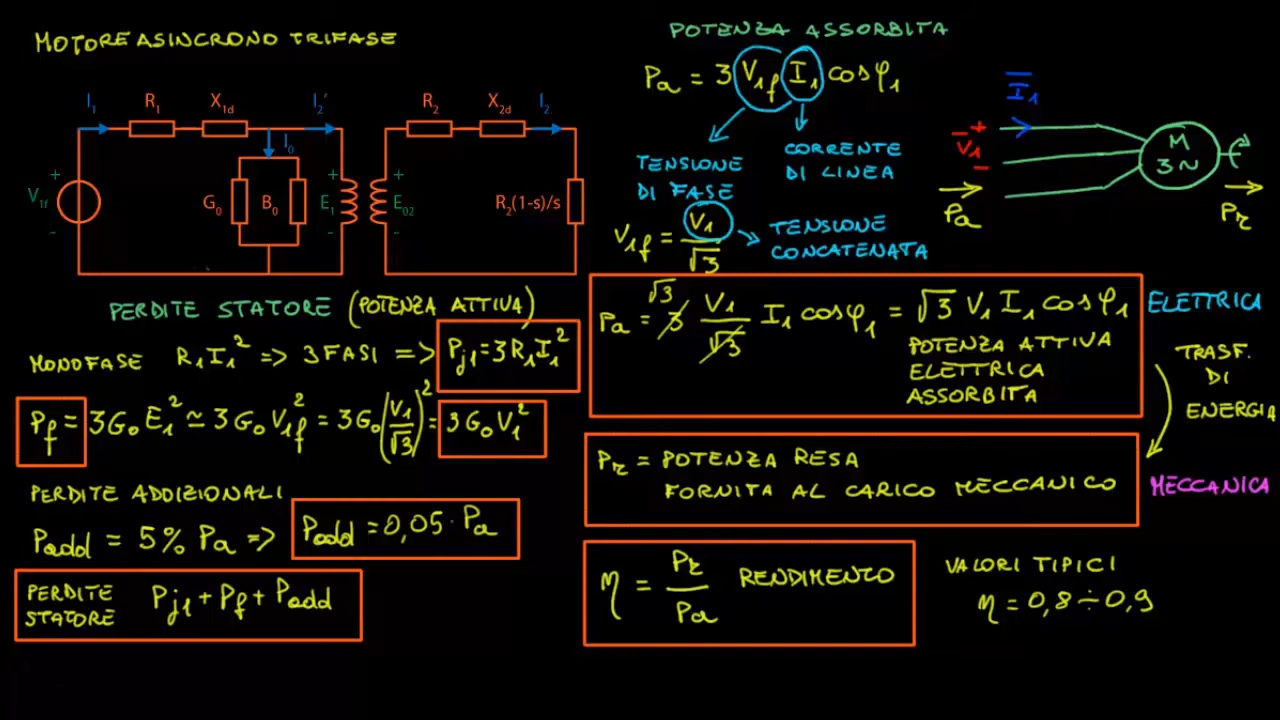 MOTORE ASINCRONO TRIFASE
I₁ R₁ X₁d I₂' R₂ X₂d I₂
I₀
+ + +
V₁f G₀ B₀ E₁ E₀₂ R₂(1-s)/s
- - -
PERDITE STATORE (POTENZA ATTIVA)
MONOFASE R₁I₁² => 3 FASI => Pj₁ = 3R₁I₁²
Pf = 3G₀E₁² ≃ 3G₀V₁f² = 3G₀(V₁/√3)² = 3G₀V₁²
PERDITE ADDIZIONALI
Padd = 5% Pa => Padd = 0,05 · Pa
PERDITE
STATORE
Pj₁ + Pf + Padd
POTENZA ASSORBITA
Pa = 3 V₁f I₁ cosφ₁
TENSIONE
DI FASE
CORRENTE
DI LINEA
V₁f = V₁/√3
TENSIONE
CONCATENATA
I₁
+
V₁
-
M
3~
Pa
Pr
Pa = √3 3 V₁/√3 I₁ cosφ₁ = √3 V₁ I₁ cosφ₁
POTENZA ATTIVA
ELETTRICA
ASSORBITA
ELETTRICA
TRASF.
DI
ENERGIA
MECCANICA
Pr = POTENZA RESA
FORNITA AL CARICO MECCANICO
η = Pr/Pa RENDIMENTO
VALORI TIPICI
η = 0,8 ÷ 0,9